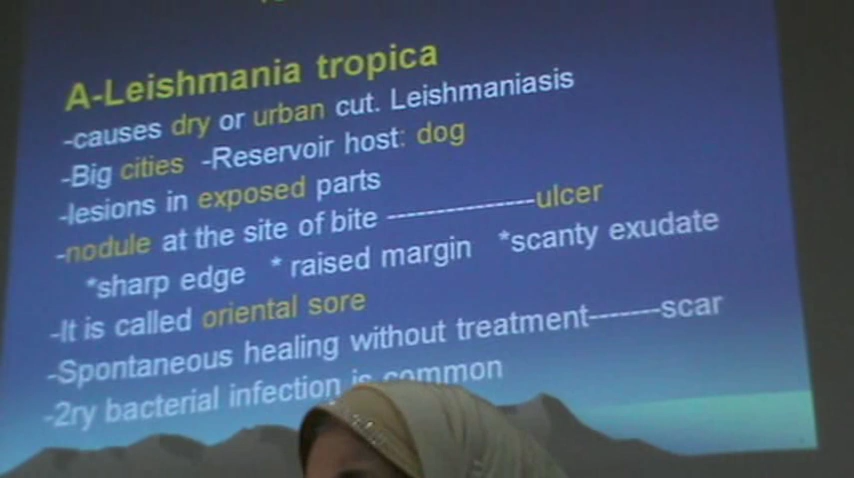 A-Leishmania tropica
-causes dry or urban cut. Leishmaniasis
-Big cities -Reservoir host: dog
-lesions in exposed parts
-nodule at the site of bite ----------------ulcer
*sharp edge * raised margin *scanty exudate
-It is called oriental sore
-Spontaneous healing without treatment-------scar
-2ry bacterial infection is common